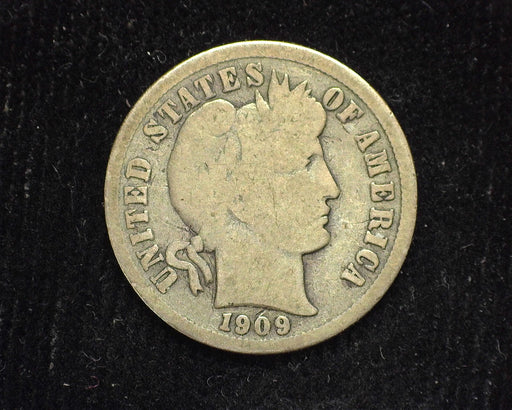 UNITED STATES OF AMERICA
1909